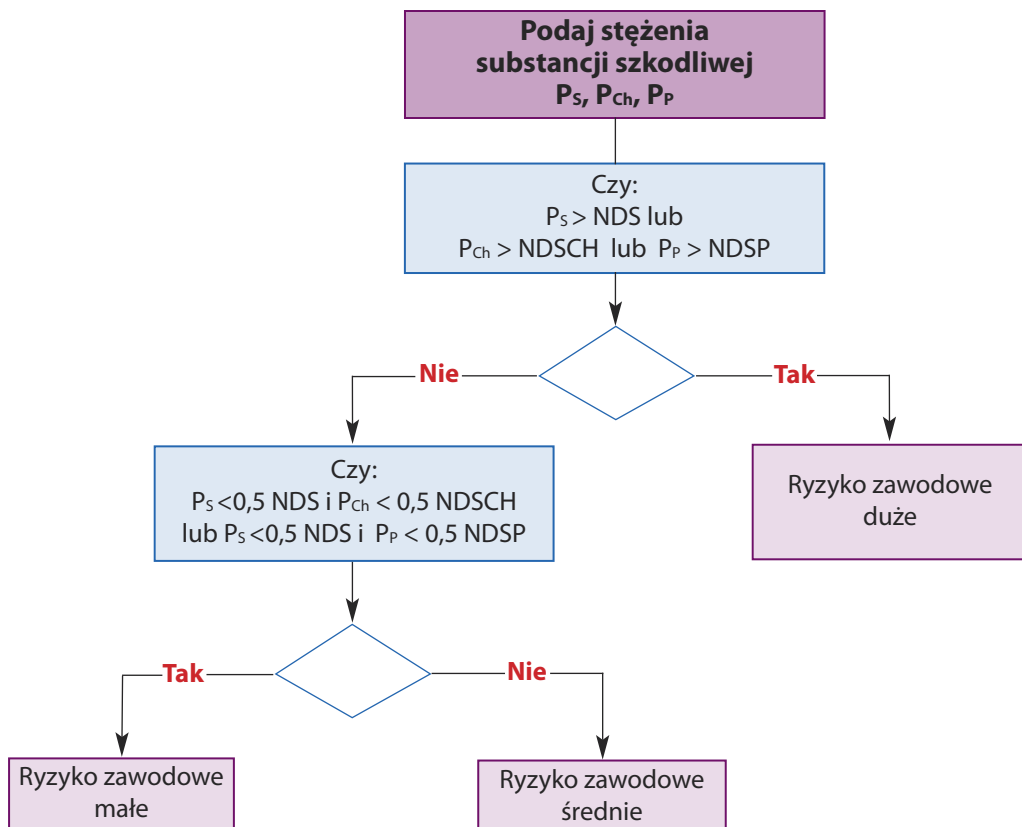 Podaj stężenia
substancji szkodliwej
PS, PCh, PP
Czy:
PS > NDS lub
PCh > NDSCH lub PP > NDSP
Nie
Tak
Czy:
PS <0,5 NDS i PCh < 0,5 NDSCH
lub PS <0,5 NDS i PP < 0,5 NDSP
Ryzyko zawodowe
duże
Tak
Nie
Ryzyko zawodowe
małe
Ryzyko zawodowe
średnie